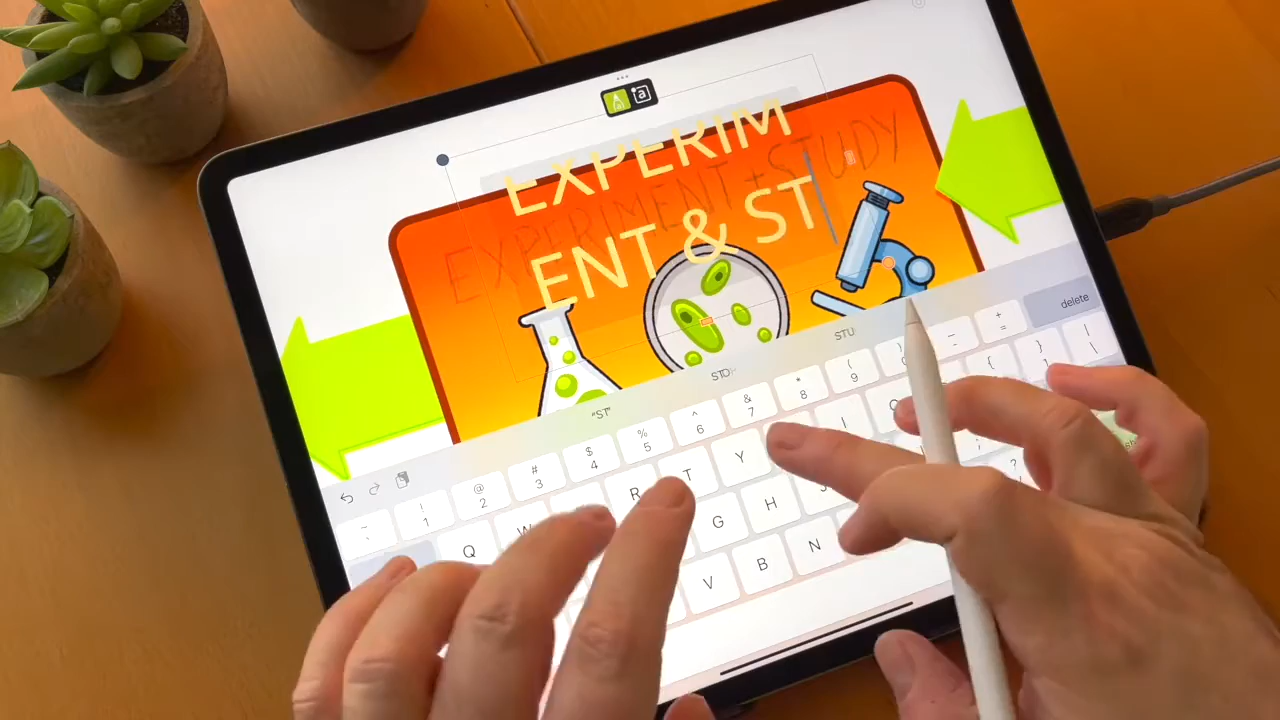 a
EXPERIM
EXPERIMENT + STUDY
ENT & ST
"ST"
STU
delete
~ ! @ # $ % ^ & * ( ) _ +
` 1 2 3 4 5 6 7 8 9 - =
Q R T Y I { } |
G H \
V B N ?